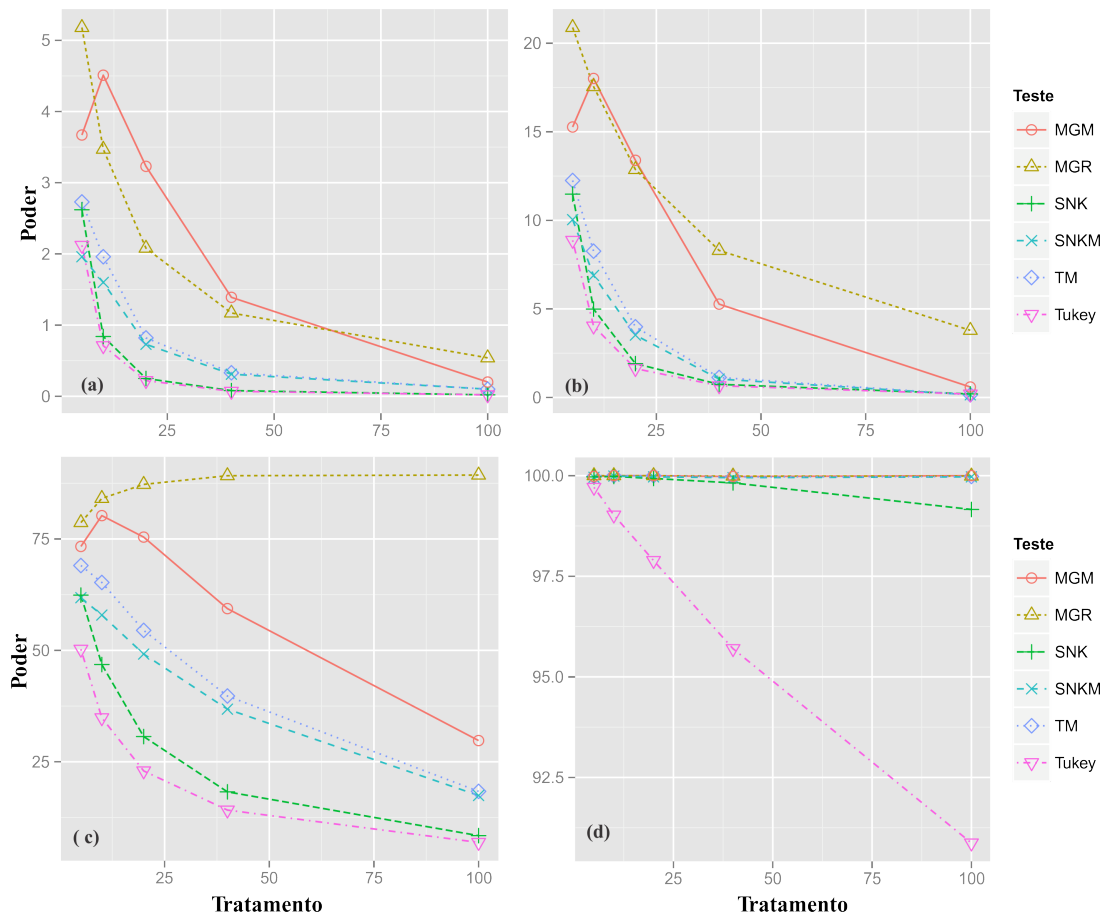 Poder
5
4
3
2
1
0
(a)
25
50
75
100
20
15
10
5
0
(b)
25
50
75
100
Teste
MGM
MGR
SNK
SNKM
TM
Tukey
Poder
75
50
25
( c)
25
50
75
100
Tratamento
100.0
97.5
95.0
92.5
(d)
25
50
75
100
Tratamento
Teste
MGM
MGR
SNK
SNKM
TM
Tukey